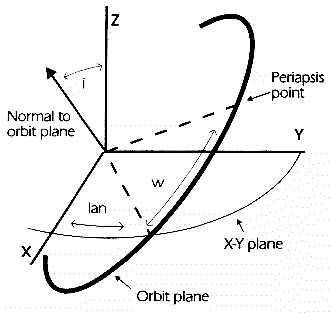 Z
i
Periapsis
point
Normal to
orbit plane
Y
w
lan
X
X-Y plane
Orbit plane